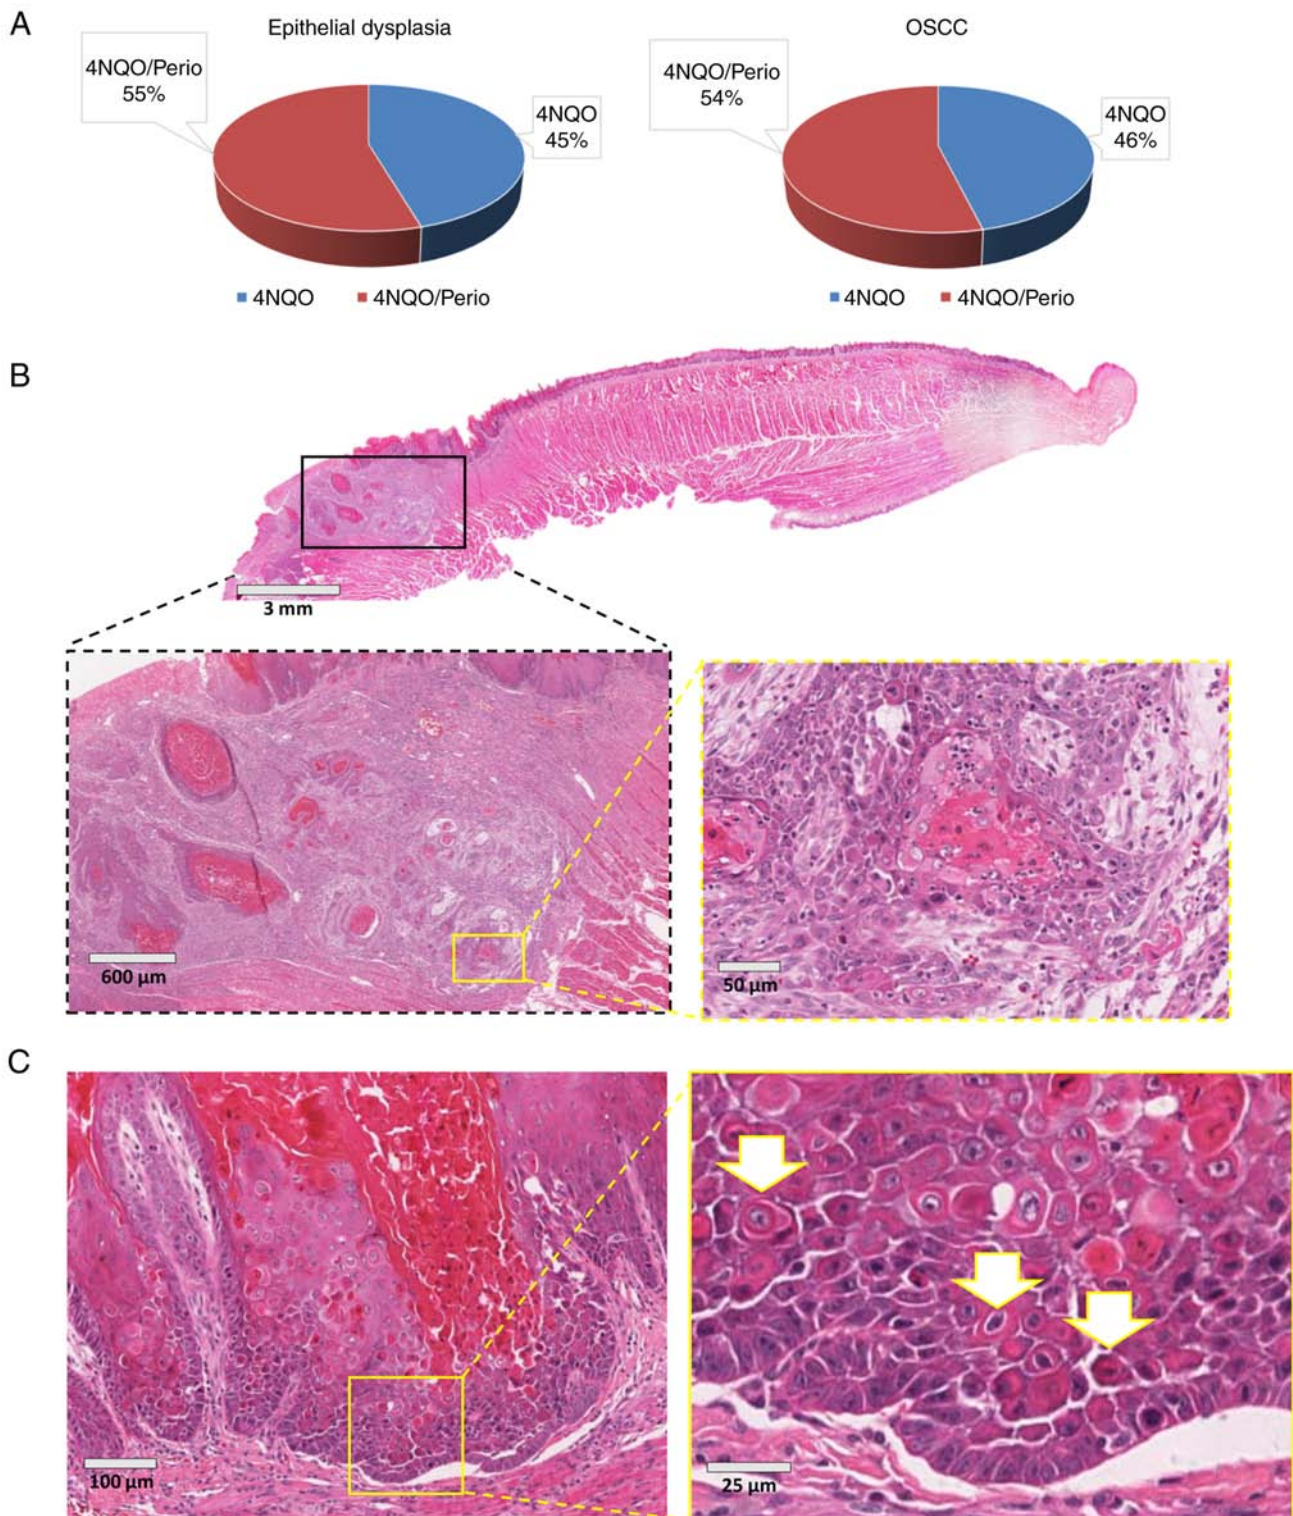 A
Epithelial dysplasia
OSCC
4NQO/Perio
55%
4NQO
45%
4NQO/Perio
54%
4NQO
46%
4NQO
4NQO/Perio
4NQO
4NQO/Perio
B
3 mm
600 µm
50 µm
C
100 µm
25 µm